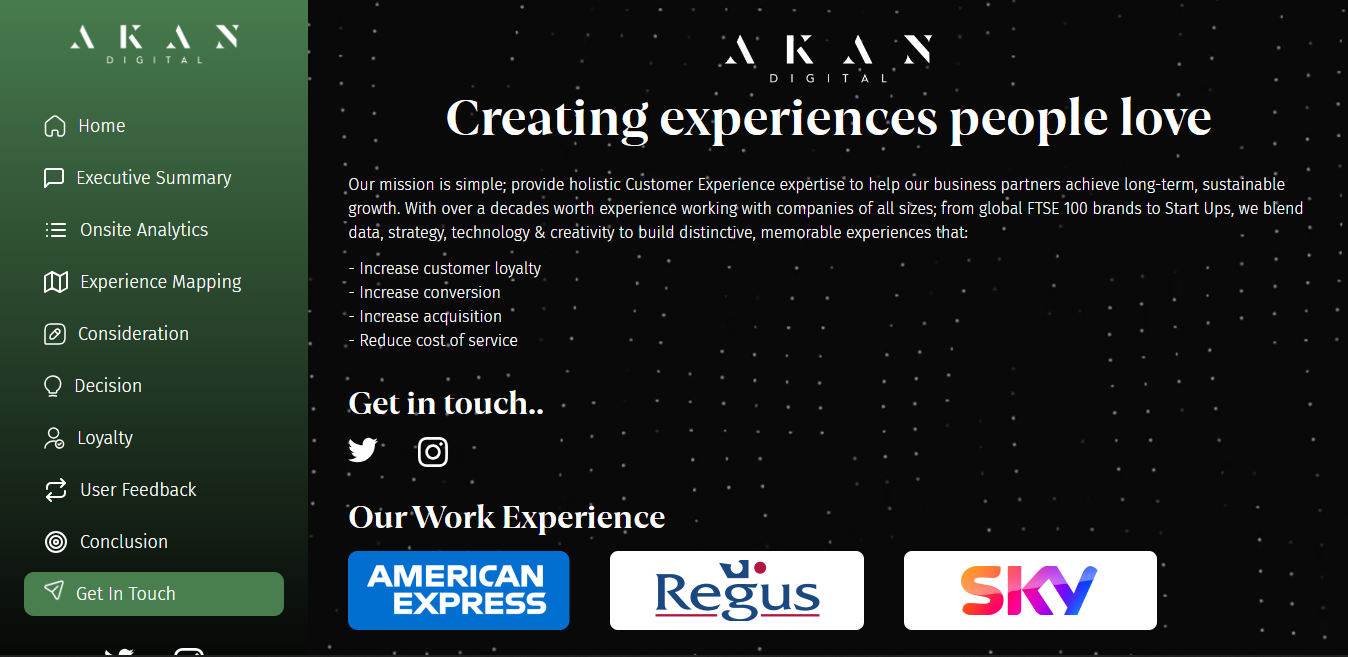 AKAN
DIGITAL
Home
Executive Summary
Onsite Analytics
Experience Mapping
Consideration
Decision
Loyalty
User Feedback
Conclusion
Get In Touch
AKAN
DIGITAL
Creating experiences people love
Our mission is simple; provide holistic Customer Experience expertise to help our business partners achieve long-term, sustainable
growth. With over a decades worth experience working with companies of all sizes; from global FTSE 100 brands to Start Ups, we blend
data, strategy, technology & creativity to build distinctive, memorable experiences that:
- Increase customer loyalty
- Increase conversion
- Increase acquisition
- Reduce cost of service
Get in touch..
Our Work Experience
AMERICAN
EXPRESS
Regus
sky